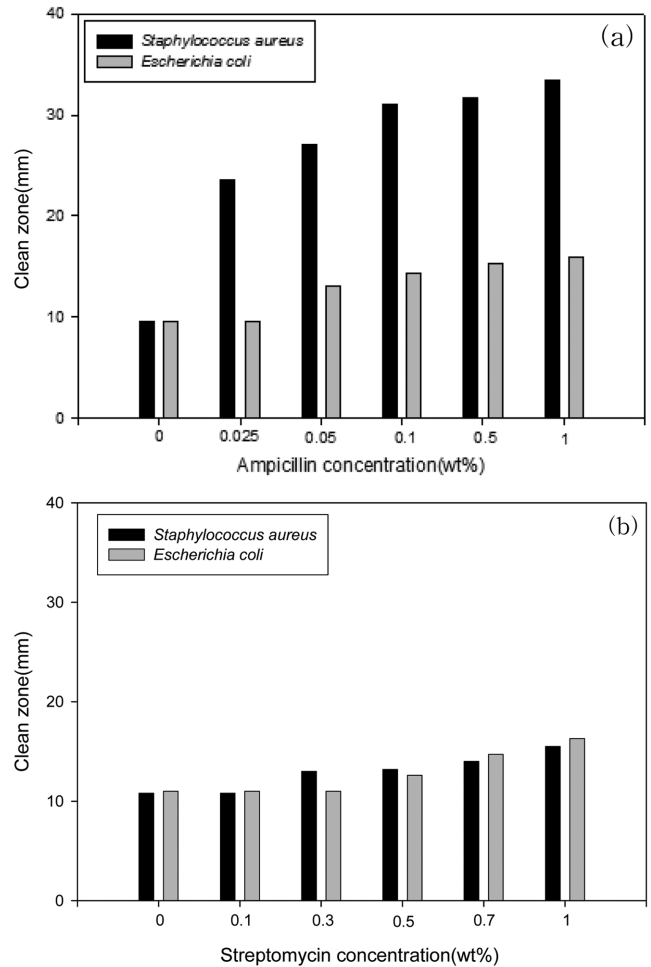 40
Staphylococcus aureus
(a)
Escherichia coli
30
Clean zone(mm)
20
10
0
0 0.025 0.05 0.1 0.5 1
Ampicillin concentration(wt%)
40
Staphylococcus aureus
(b)
Escherichia coli
30
Clean zone(mm)
20
10
0
0 0.1 0.3 0.5 0.7 1
Streptomycin concentration(wt%)